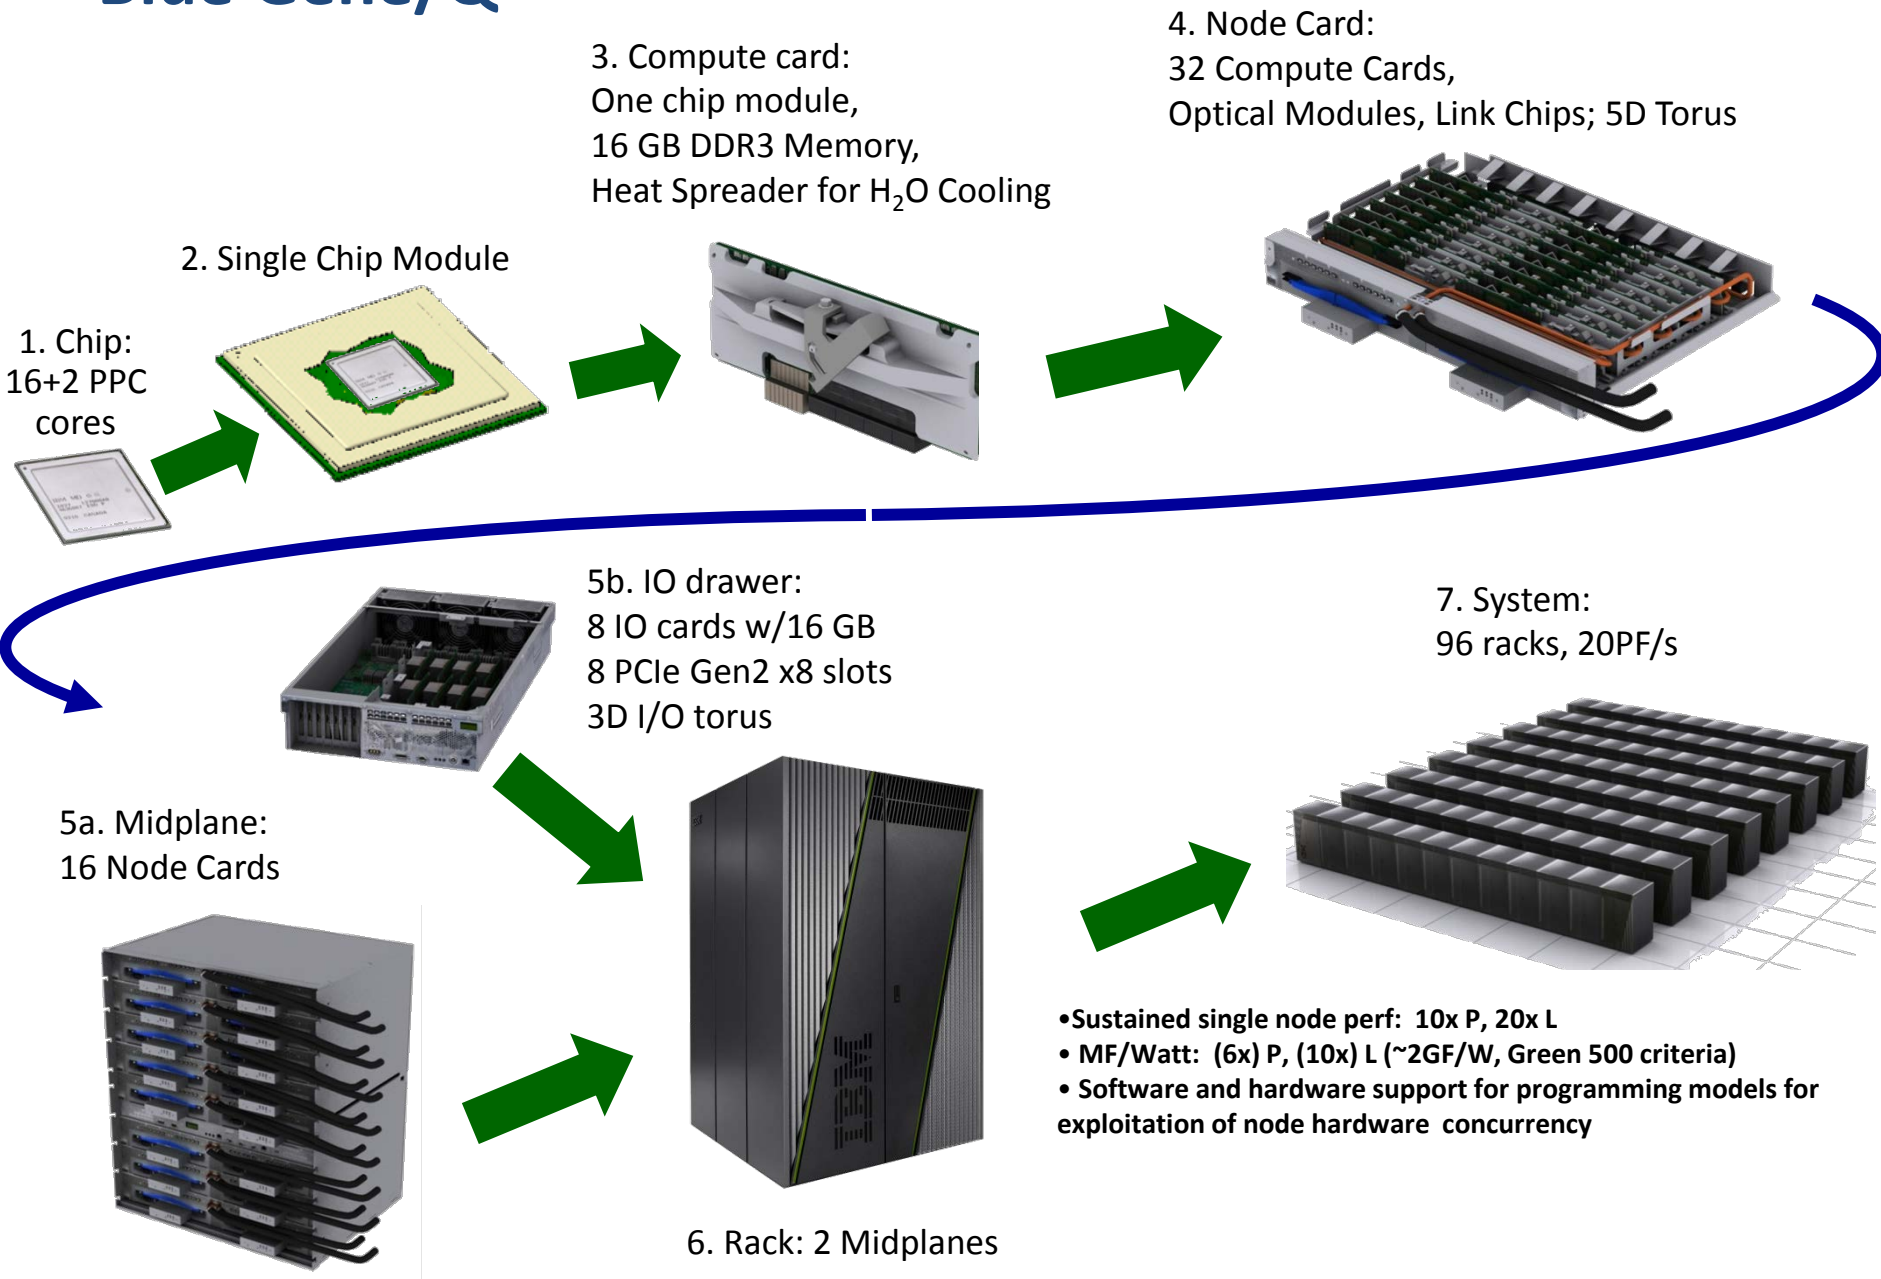 Blue Gene/Q
3. Compute card:
One chip module,
16 GB DDR3 Memory,
Heat Spreader for H₂O Cooling
4. Node Card:
32 Compute Cards,
Optical Modules, Link Chips; 5D Torus
2. Single Chip Module
1. Chip:
16+2 PPC
cores
5b. IO drawer:
8 IO cards w/16 GB
8 PCIe Gen2 x8 slots
3D I/O torus
7. System:
96 racks, 20PF/s
5a. Midplane:
16 Node Cards
IBM
•Sustained single node perf:  10x P, 20x L
• MF/Watt:  (6x) P, (10x) L (~2GF/W, Green 500 criteria)
• Software and hardware support for programming models for
exploitation of node hardware  concurrency
6. Rack: 2 Midplanes